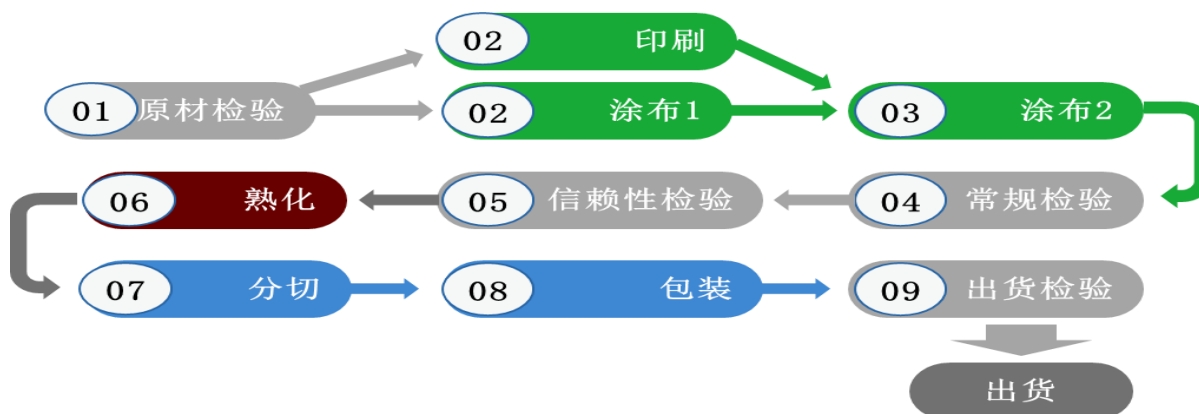 02 印刷
01 原材检验
02 涂布1
03 涂布2
06 熟化
05 信赖性检验
04 常规检验
07 分切
08 包装
09 出货检验
出货